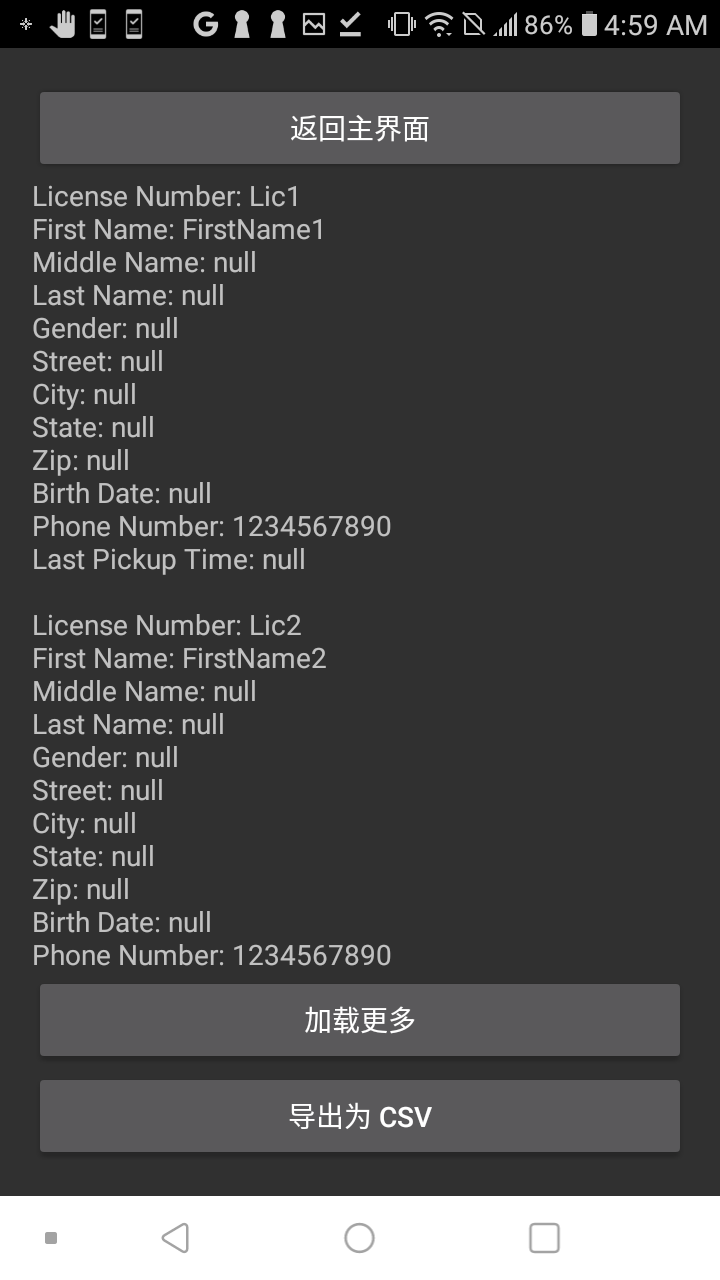 86% 4:59 AM
返回主界面
License Number: Lic1
First Name: FirstName1
Middle Name: null
Last Name: null
Gender: null
Street: null
City: null
State: null
Zip: null
Birth Date: null
Phone Number: 1234567890
Last Pickup Time: null
License Number: Lic2
First Name: FirstName2
Middle Name: null
Last Name: null
Gender: null
Street: null
City: null
State: null
Zip: null
Birth Date: null
Phone Number: 1234567890
加载更多
导出为 CSV